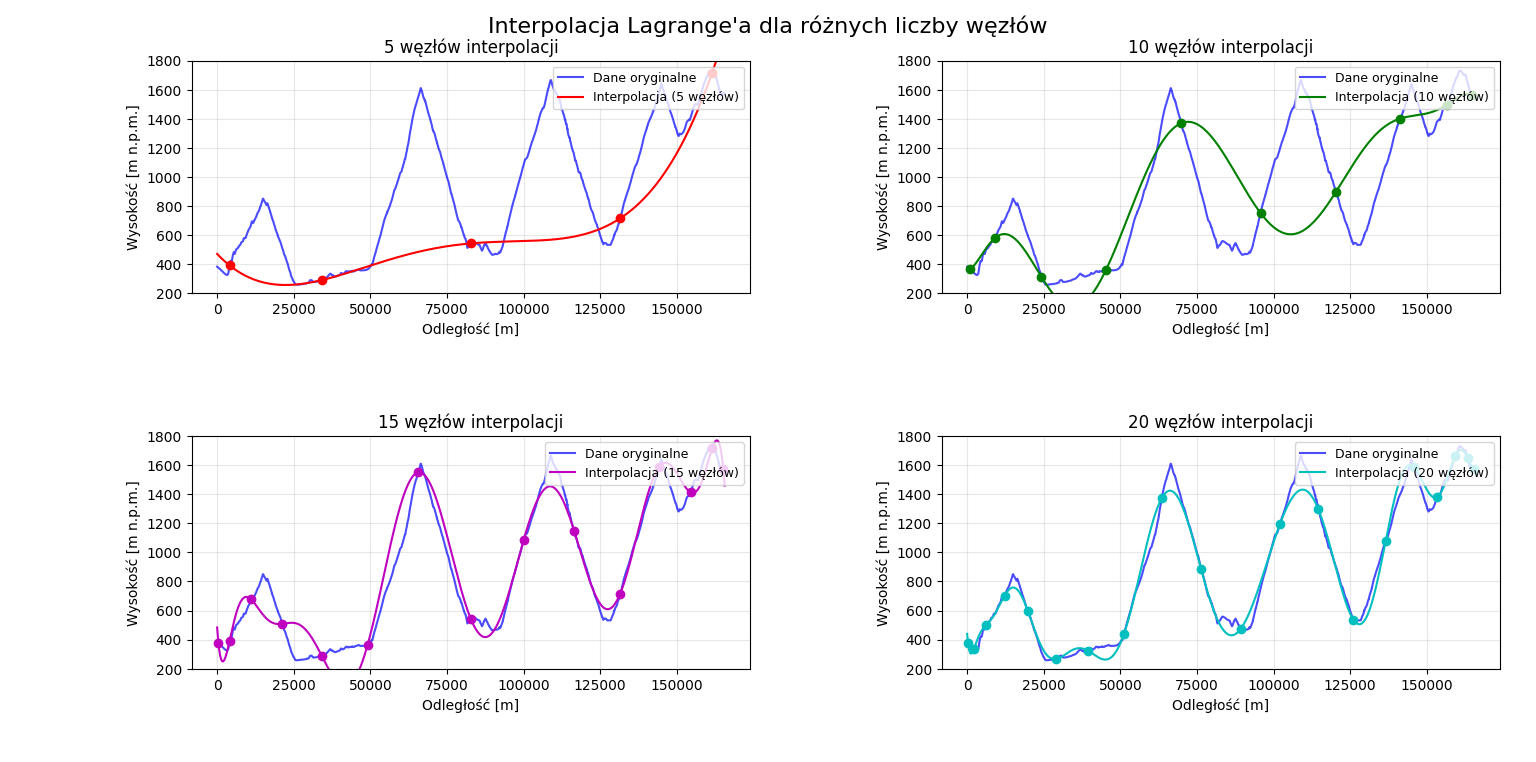 Interpolacja Lagrange'a dla różnych liczby węzłów
5 węzłów interpolacji
1800
1600
1400
1200
1000
800
600
400
200
Wysokość [m n.p.m.]
Dane oryginalne
Interpolacja (5 węzłów)
0 25000 50000 75000 100000 125000 150000
Odległość [m]
10 węzłów interpolacji
1800
1600
1400
1200
1000
800
600
400
200
Wysokość [m n.p.m.]
Dane oryginalne
Interpolacja (10 węzłów)
0 25000 50000 75000 100000 125000 150000
Odległość [m]
15 węzłów interpolacji
1800
1600
1400
1200
1000
800
600
400
200
Wysokość [m n.p.m.]
Dane oryginalne
Interpolacja (15 węzłów)
0 25000 50000 75000 100000 125000 150000
Odległość [m]
20 węzłów interpolacji
1800
1600
1400
1200
1000
800
600
400
200
Wysokość [m n.p.m.]
Dane oryginalne
Interpolacja (20 węzłów)
0 25000 50000 75000 100000 125000 150000
Odległość [m]